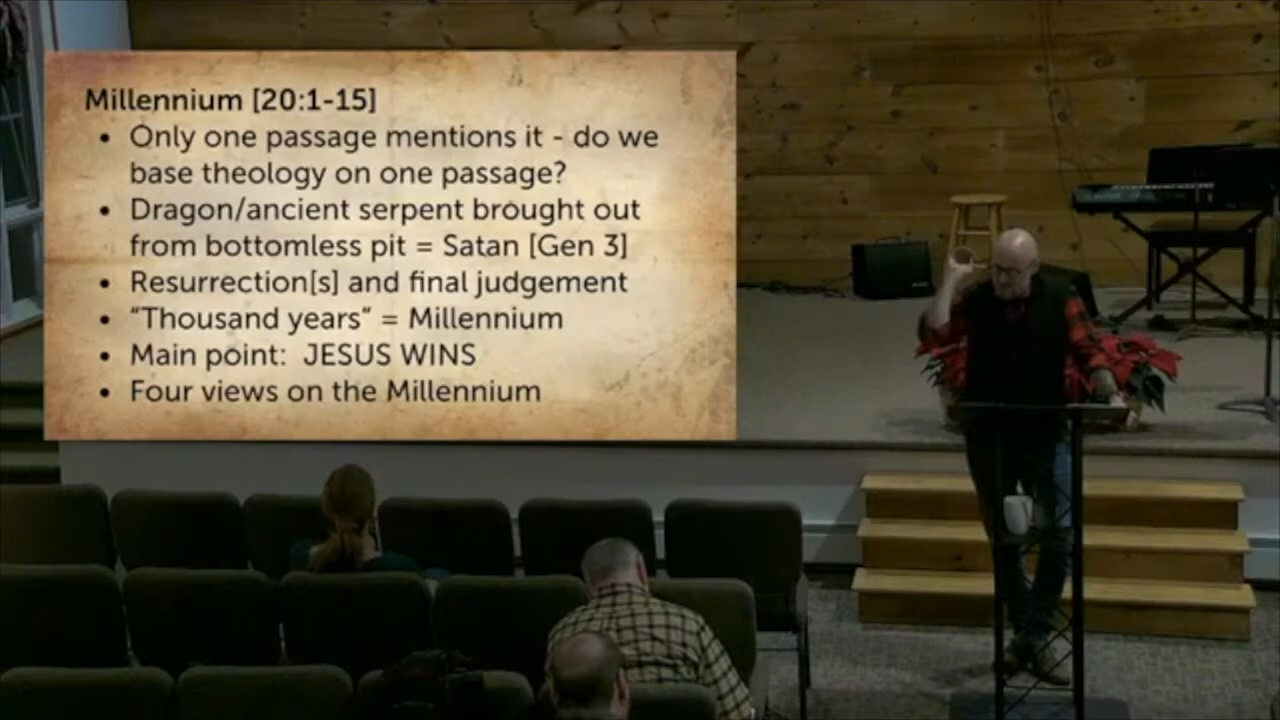 Millennium [20:1-15]
• Only one passage mentions it - do we
base theology on one passage?
• Dragon/ancient serpent brought out
from bottomless pit = Satan [Gen 3]
• Resurrection[s] and final judgement
• “Thousand years“ = Millennium
• Main point:  JESUS WINS
• Four views on the Millennium